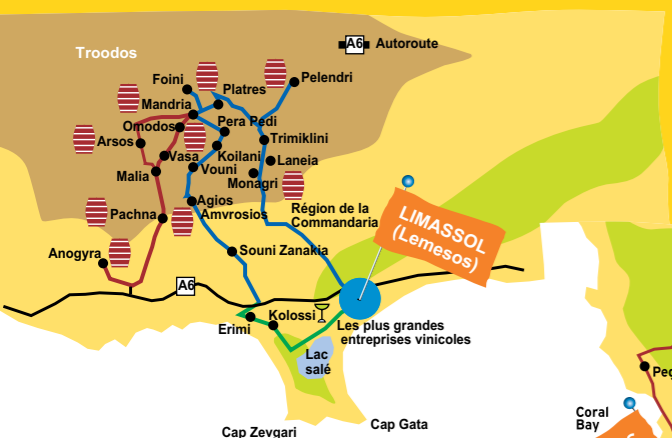 A6 Autoroute
Troodos
Foini
Platres
Pelendri
Mandria
Pera Pedi
Omodos
Arsos
Trimiklini
Vasa
Koilani
Laneia
Vouni
Malia
Monagri
Agios
Amvrosios
Pachna
Région de la
Commandaria
LIMASSOL
(Lemesos)
Anogyra
Souni Zanakia
A6
Kolossi
Erimi
Les plus grandes
entreprises vinicoles
Lac
salé
Peg
Coral
Bay
Cap Gata
Cap Zevgari